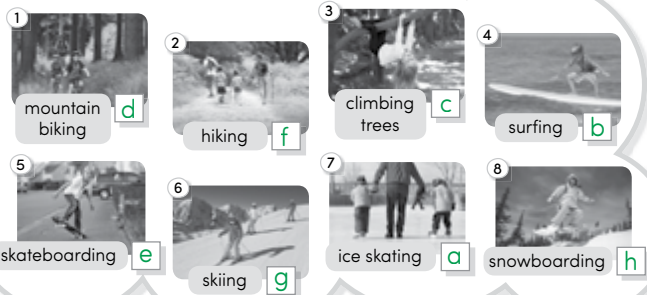 1
mountain
biking
d
2
hiking
f
3
climbing
trees
c
4
surfing
b
5
skateboarding
e
6
skiing
g
7
ice skating
a
8
snowboarding
h